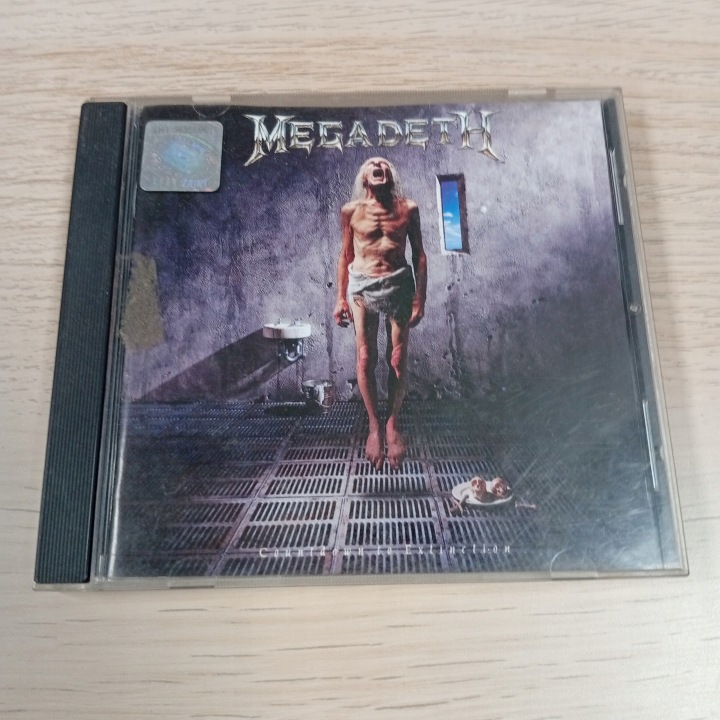 MEGADETH
Countdown to Extinction